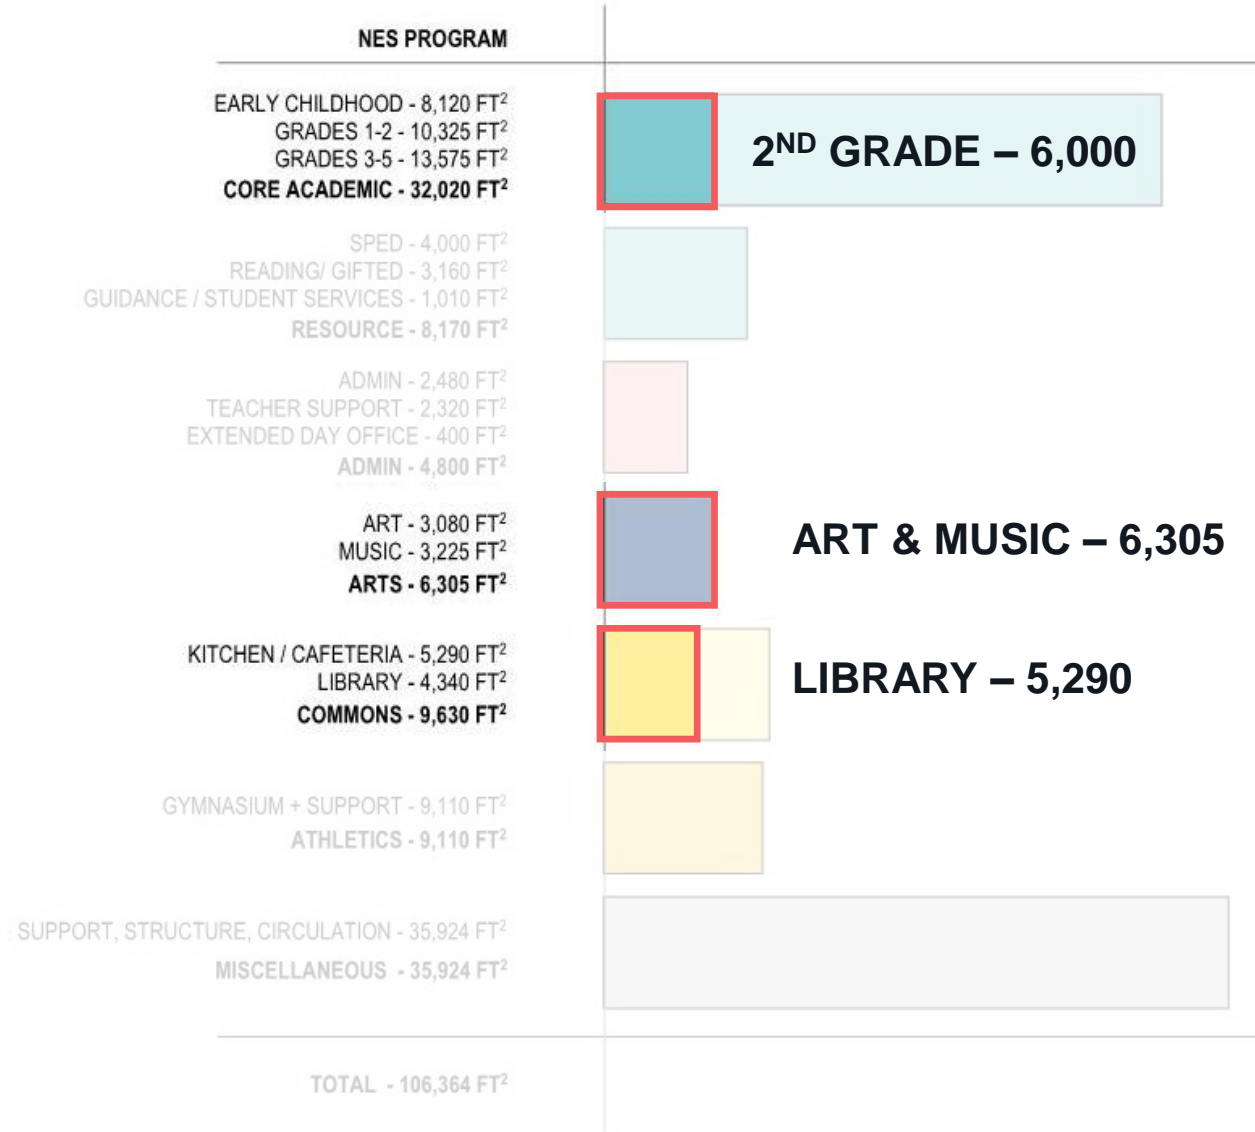 NES PROGRAM
EARLY CHILDHOOD - 8,120 FT²
GRADES 1-2 - 10,325 FT²
GRADES 3-5 - 13,575 FT²
CORE ACADEMIC - 32,020 FT²
2ND GRADE – 6,000
SPED - 4,000 FT²
READING/ GIFTED - 3,160 FT²
GUIDANCE / STUDENT SERVICES - 1,010 FT²
RESOURCE - 8,170 FT²
ADMIN - 2,480 FT²
TEACHER SUPPORT - 2,320 FT²
EXTENDED DAY OFFICE - 400 FT²
ADMIN - 4,800 FT²
ART - 3,080 FT²
MUSIC - 3,225 FT²
ARTS - 6,305 FT²
ART & MUSIC – 6,305
KITCHEN / CAFETERIA - 5,290 FT²
LIBRARY - 4,340 FT²
COMMONS - 9,630 FT²
LIBRARY – 5,290
GYMNASIUM + SUPPORT - 9,110 FT²
ATHLETICS - 9,110 FT²
SUPPORT, STRUCTURE, CIRCULATION - 35,924 FT²
MISCELLANEOUS - 35,924 FT²
TOTAL - 106,364 FT²